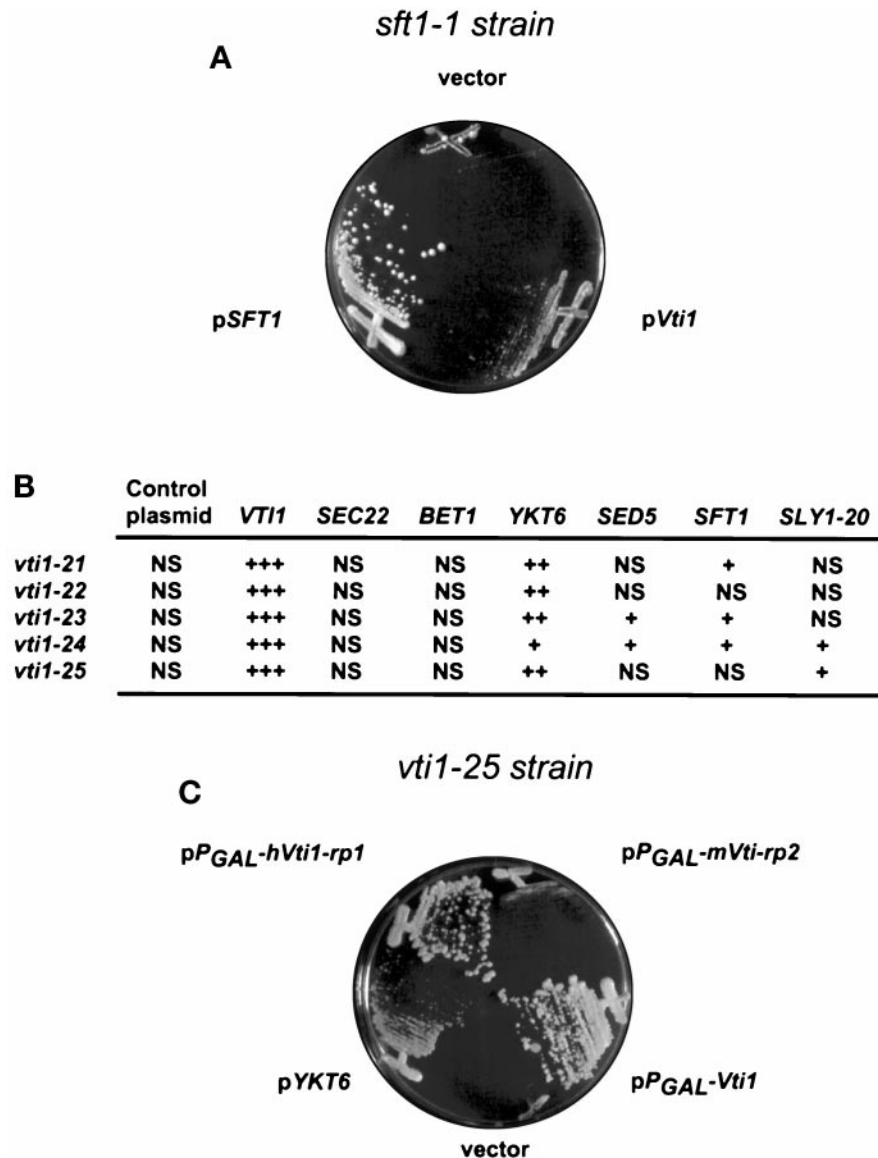 sft1-1 strain
A
vector
pSFT1
pVti1
B
Control plasmid VTI1 SEC22 BET1 YKT6 SED5 SFT1 SLY1-20
vti1-21 NS +++ NS NS ++ NS + NS
vti1-22 NS +++ NS NS ++ NS NS NS
vti1-23 NS +++ NS NS ++ + + NS
vti1-24 NS +++ NS NS + + + +
vti1-25 NS +++ NS NS ++ NS NS +
vti1-25 strain
C
pPGAL-hVti1-rp1
pPGAL-mVti-rp2
pYKT6
pPGAL-Vti1
vector